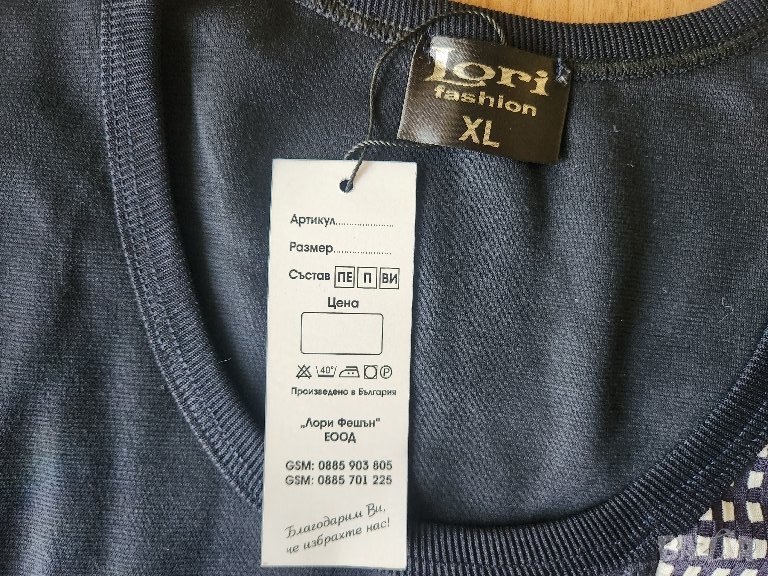 Lori
fashion
XL
Артикул......................
Размер......................
Състав ПЕ П ВИ
Цена
40°
P
Произведено в България
„Лори Фешън"
ЕООД
GSM: 0885 903 805
GSM: 0885 701 225
Благодарим Ви,
че избрахте нас!